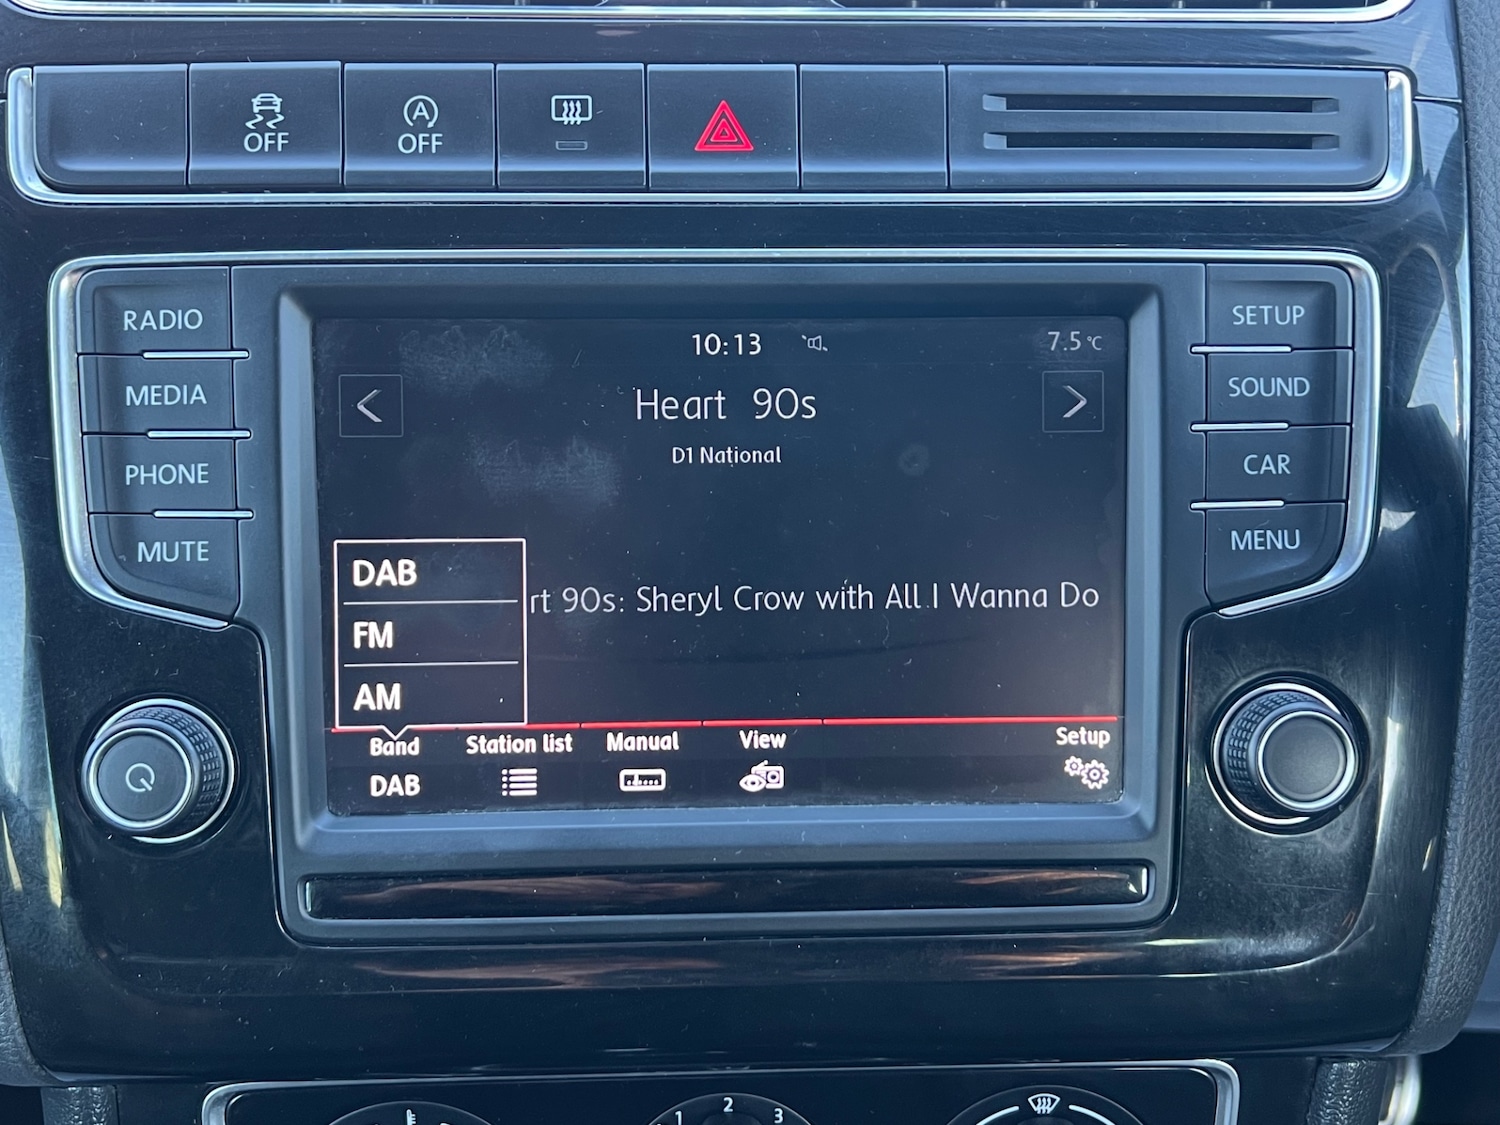 OFF
A
OFF
RADIO
MEDIA
PHONE
MUTE
10:13
7.5°C
Heart 90s
D1 National
DAB
FM
AM
rt 90s: Sheryl Crow with All I Wanna Do
Band
Station list
Manual
View
Setup
DAB
SETUP
SOUND
CAR
MENU
1 2 3